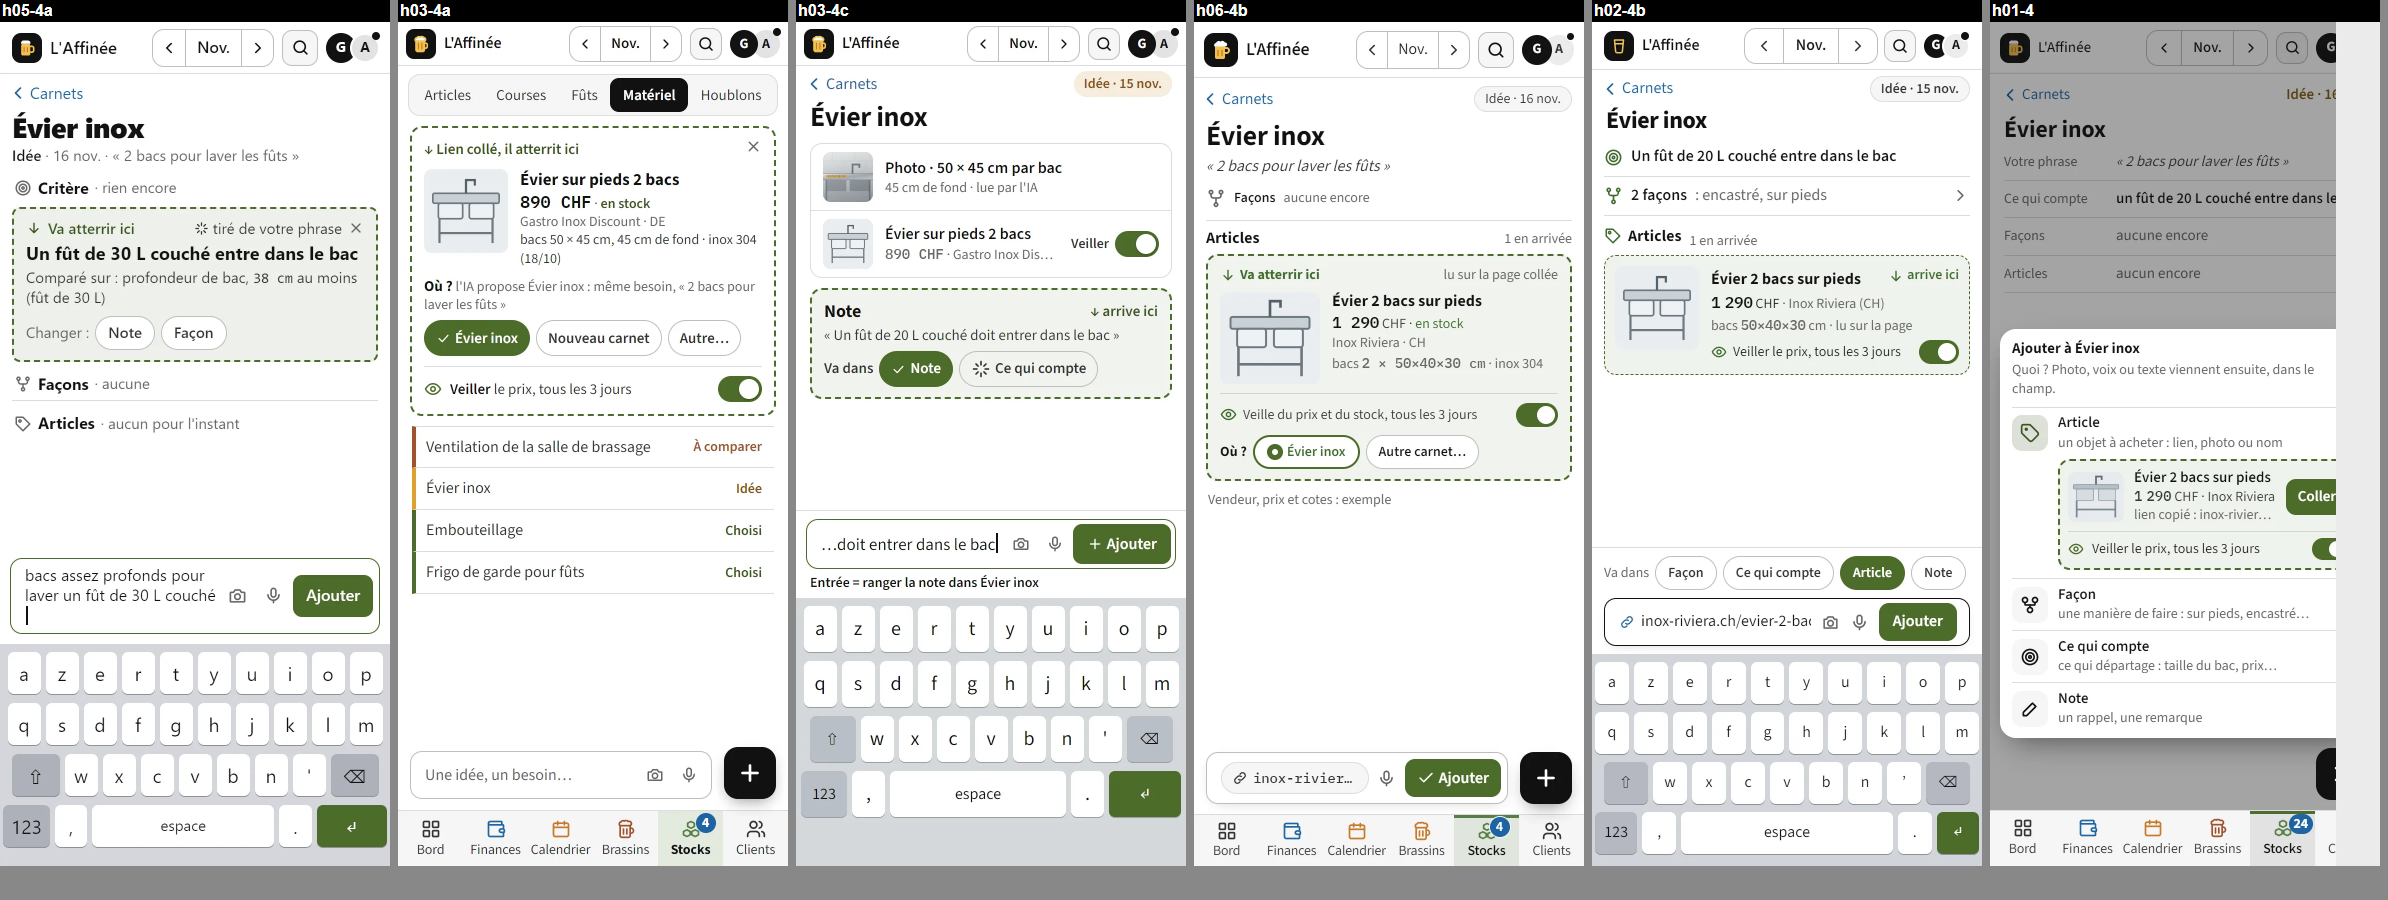 h05-4a
L'Affinée
Nov.
G
A
Carnets
Évier inox
Idée · 16 nov. · « 2 bacs pour laver les fûts »
Critère · rien encore
Va atterrir ici
tiré de votre phrase
Un fût de 30 L couché entre dans le bac
Comparé sur : profondeur de bac, 38 cm au moins
(fût de 30 L)
Changer :
Note
Façon
Façons · aucune
Articles · aucun pour l'instant
bacs assez profonds pour
laver un fût de 30 L couché
Ajouter
a z e r t y u i o p
q s d f g h j k l m
w x c v b n '
123 , espace .
h03-4a
L'Affinée
Nov.
G
A
Articles
Courses
Fûts
Matériel
Houblons
Lien collé, il atterrit ici
Évier sur pieds 2 bacs
890 CHF · en stock
Gastro Inox Discount · DE
bacs 50 × 45 cm, 45 cm de fond · inox 304
(18/10)
Où ? l'IA propose Évier inox : même besoin, « 2 bacs pour
laver les fûts »
Évier inox
Nouveau carnet
Autre…
Veiller le prix, tous les 3 jours
Ventilation de la salle de brassage
À comparer
Évier inox
Idée
Embouteillage
Choisi
Frigo de garde pour fûts
Choisi
Une idée, un besoin…
Bord
Finances
Calendrier
Brassins
4
Stocks
Clients
h03-4c
L'Affinée
Nov.
G
A
Carnets
Idée · 15 nov.
Évier inox
Photo · 50 × 45 cm par bac
45 cm de fond · lue par l'IA
Évier sur pieds 2 bacs
890 CHF · Gastro Inox Dis…
Veiller
Note
arrive ici
« Un fût de 20 L couché doit entrer dans le bac »
Va dans
Note
Ce qui compte
…doit entrer dans le bac
+ Ajouter
Entrée = ranger la note dans Évier inox
a z e r t y u i o p
q s d f g h j k l m
w x c v b n '
123 , espace .
h06-4b
L'Affinée
Nov.
G
A
Carnets
Idée · 16 nov.
Évier inox
« 2 bacs pour laver les fûts »
Façons aucune encore
Articles
1 en arrivée
Va atterrir ici
lu sur la page collée
Évier 2 bacs sur pieds
1 290 CHF · en stock
Inox Riviera · CH
bacs 2 × 50×40×30 cm · inox 304
Veille du prix et du stock, tous les 3 jours
Où ?
Évier inox
Autre carnet…
Vendeur, prix et cotes : exemple
inox-rivier…
Ajouter
Bord
Finances
Calendrier
Brassins
4
Stocks
Clients
h02-4b
L'Affinée
Nov.
G
A
Carnets
Idée · 15 nov.
Évier inox
Un fût de 20 L couché entre dans le bac
2 façons : encastré, sur pieds
Articles 1 en arrivée
Évier 2 bacs sur pieds
arrive ici
1 290 CHF · Inox Riviera (CH)
bacs 50×40×30 cm · lu sur la page
Veiller le prix, tous les 3 jours
Va dans
Façon
Ce qui compte
Article
Note
inox-riviera.ch/evier-2-bac
Ajouter
a z e r t y u i o p
q s d f g h j k l m
w x c v b n '
123 , espace .
h01-4
L'Affinée
Nov.
G
Carnets
Idée · 16
Évier inox
Votre phrase
« 2 bacs pour laver les fûts »
Ce qui compte
un fût de 20 L couché entre dans le
Façons
aucune encore
Articles
aucun encore
Ajouter à Évier inox
Quoi ? Photo, voix ou texte viennent ensuite, dans le
champ.
Article
un objet à acheter : lien, photo ou nom
Évier 2 bacs sur pieds
1 290 CHF · Inox Riviera
lien copié : inox-rivier…
Coller
Veiller le prix, tous les 3 jours
Façon
une manière de faire : sur pieds, encastré…
Ce qui compte
ce qui départage : taille du bac, prix…
Note
un rappel, une remarque
Bord
Finances
Calendrier
Brassins
24
Stocks
C